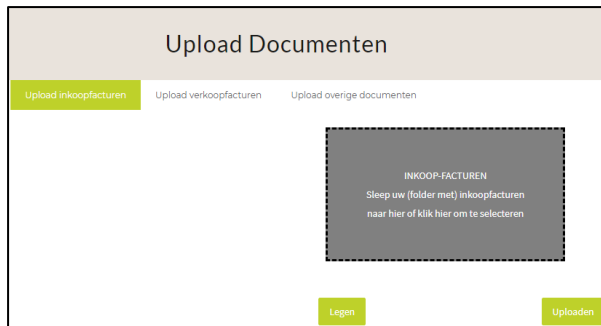 Upload Documenten
Upload inkoopfacturen Upload verkoopfacturen Upload overige documenten
INKOOP-FACTUREN
Sleep uw (folder met) inkoopfacturen
naar hier of klik hier om te selecteren
Legen Uploaden